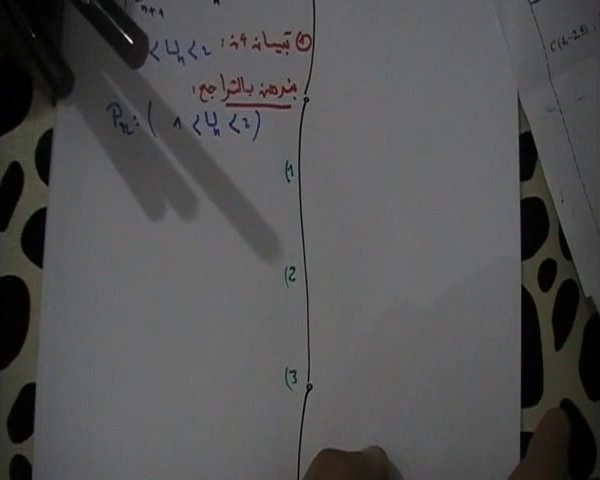 n+1
① تبيان أن: < Uₙ < 2
نبرهن بالتراجع:
Pₙ: ( 1 < Uₙ < 2 )
(1
(2
(3